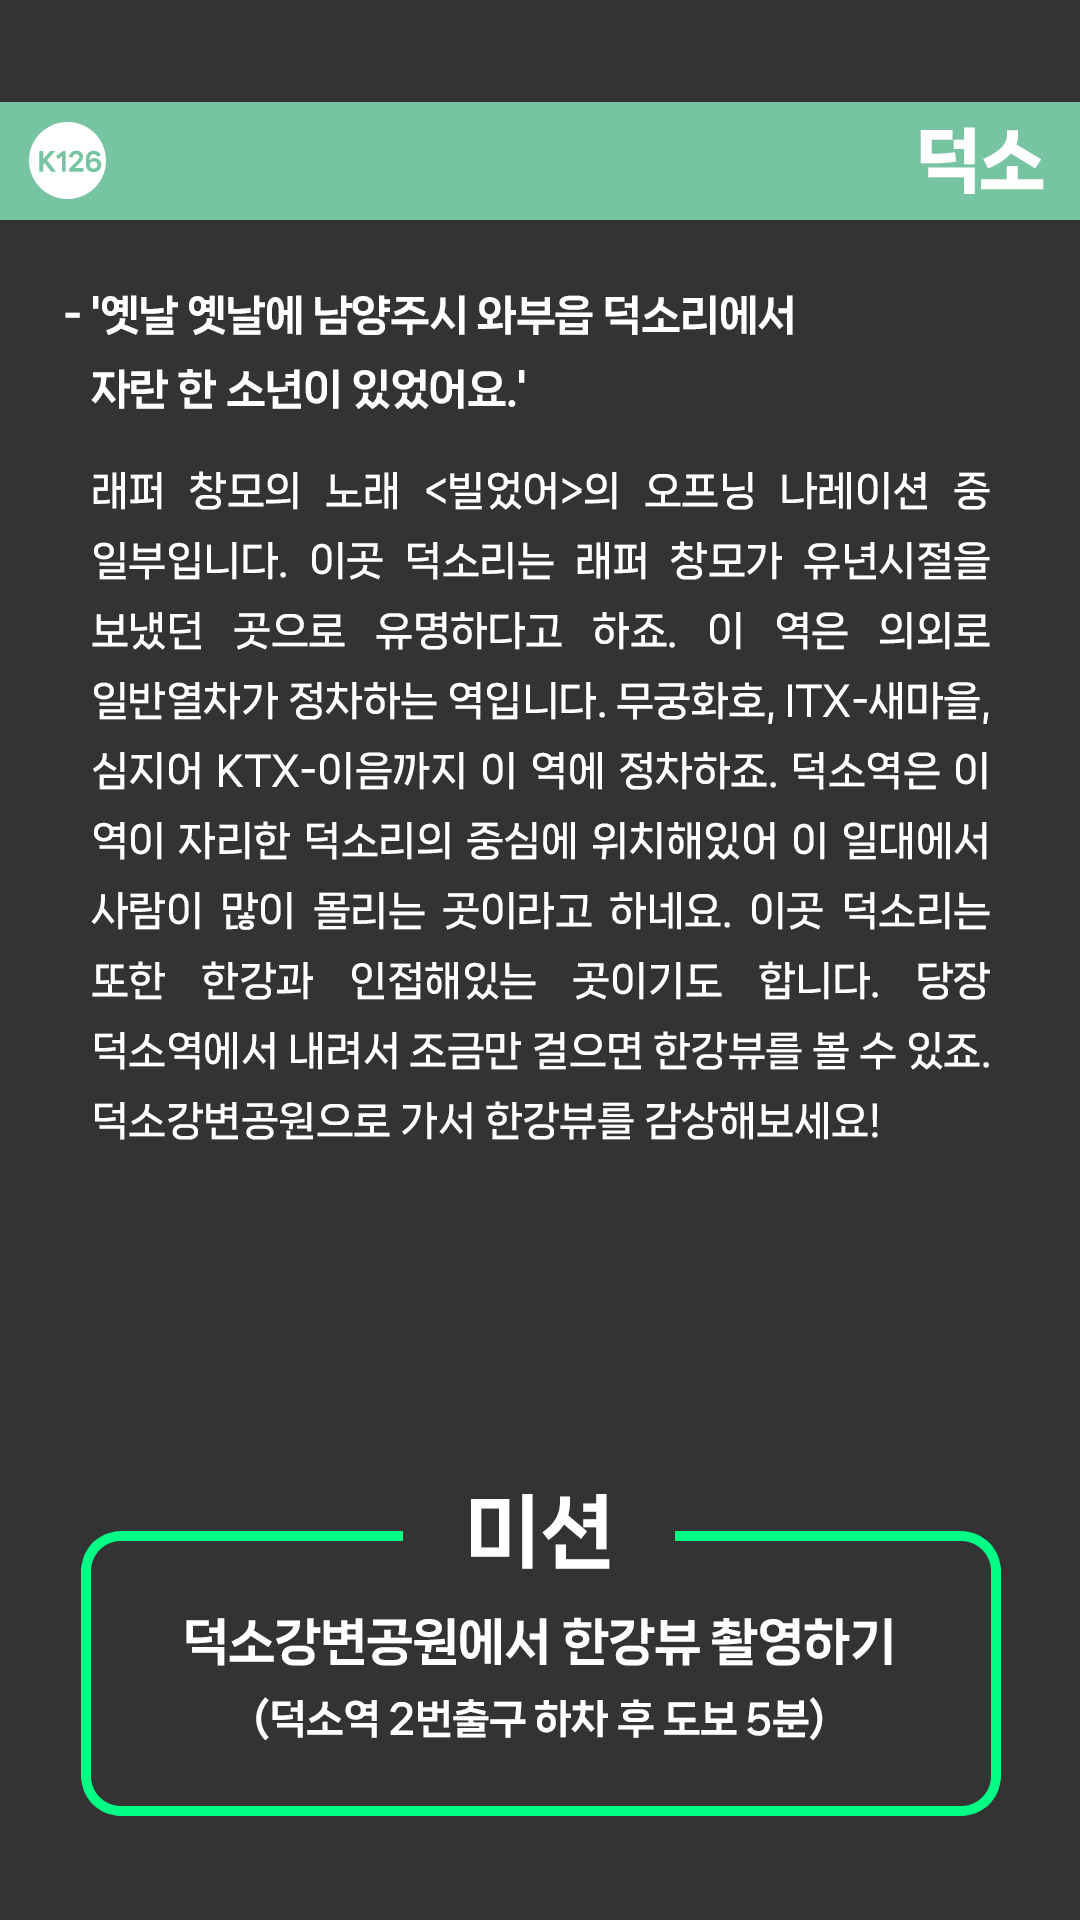 K126
덕소
- '옛날 옛날에 남양주시 와부읍 덕소리에서
자란 한 소년이 있었어요.'
래퍼 창모의 노래 <빌었어>의 오프닝 나레이션 중
일부입니다. 이곳 덕소리는 래퍼 창모가 유년시절을
보냈던 곳으로 유명하다고 하죠. 이 역은 의외로
일반열차가 정차하는 역입니다. 무궁화호, ITX-새마을,
심지어 KTX-이음까지 이 역에 정차하죠. 덕소역은 이
역이 자리한 덕소리의 중심에 위치해있어 이 일대에서
사람이 많이 몰리는 곳이라고 하네요. 이곳 덕소리는
또한 한강과 인접해있는 곳이기도 합니다. 당장
덕소역에서 내려서 조금만 걸으면 한강뷰를 볼 수 있죠.
덕소강변공원으로 가서 한강뷰를 감상해보세요!
미션
덕소강변공원에서 한강뷰 촬영하기
(덕소역 2번출구 하차 후 도보 5분)